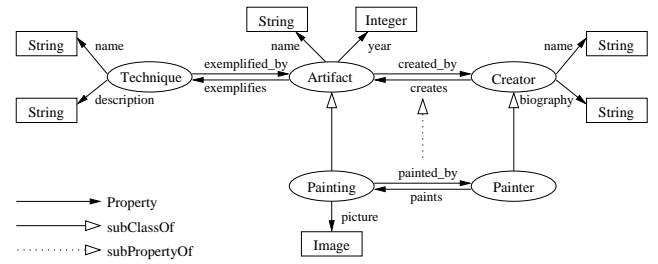 String
Integer
name
year
String
name
exemplified_by
created_by
name
String
Technique
Artifact
Creator
exemplifies
creates
String
description
biography
String
painted_by
Painting
Painter
paints
Property
picture
subClassOf
Image
subPropertyOf